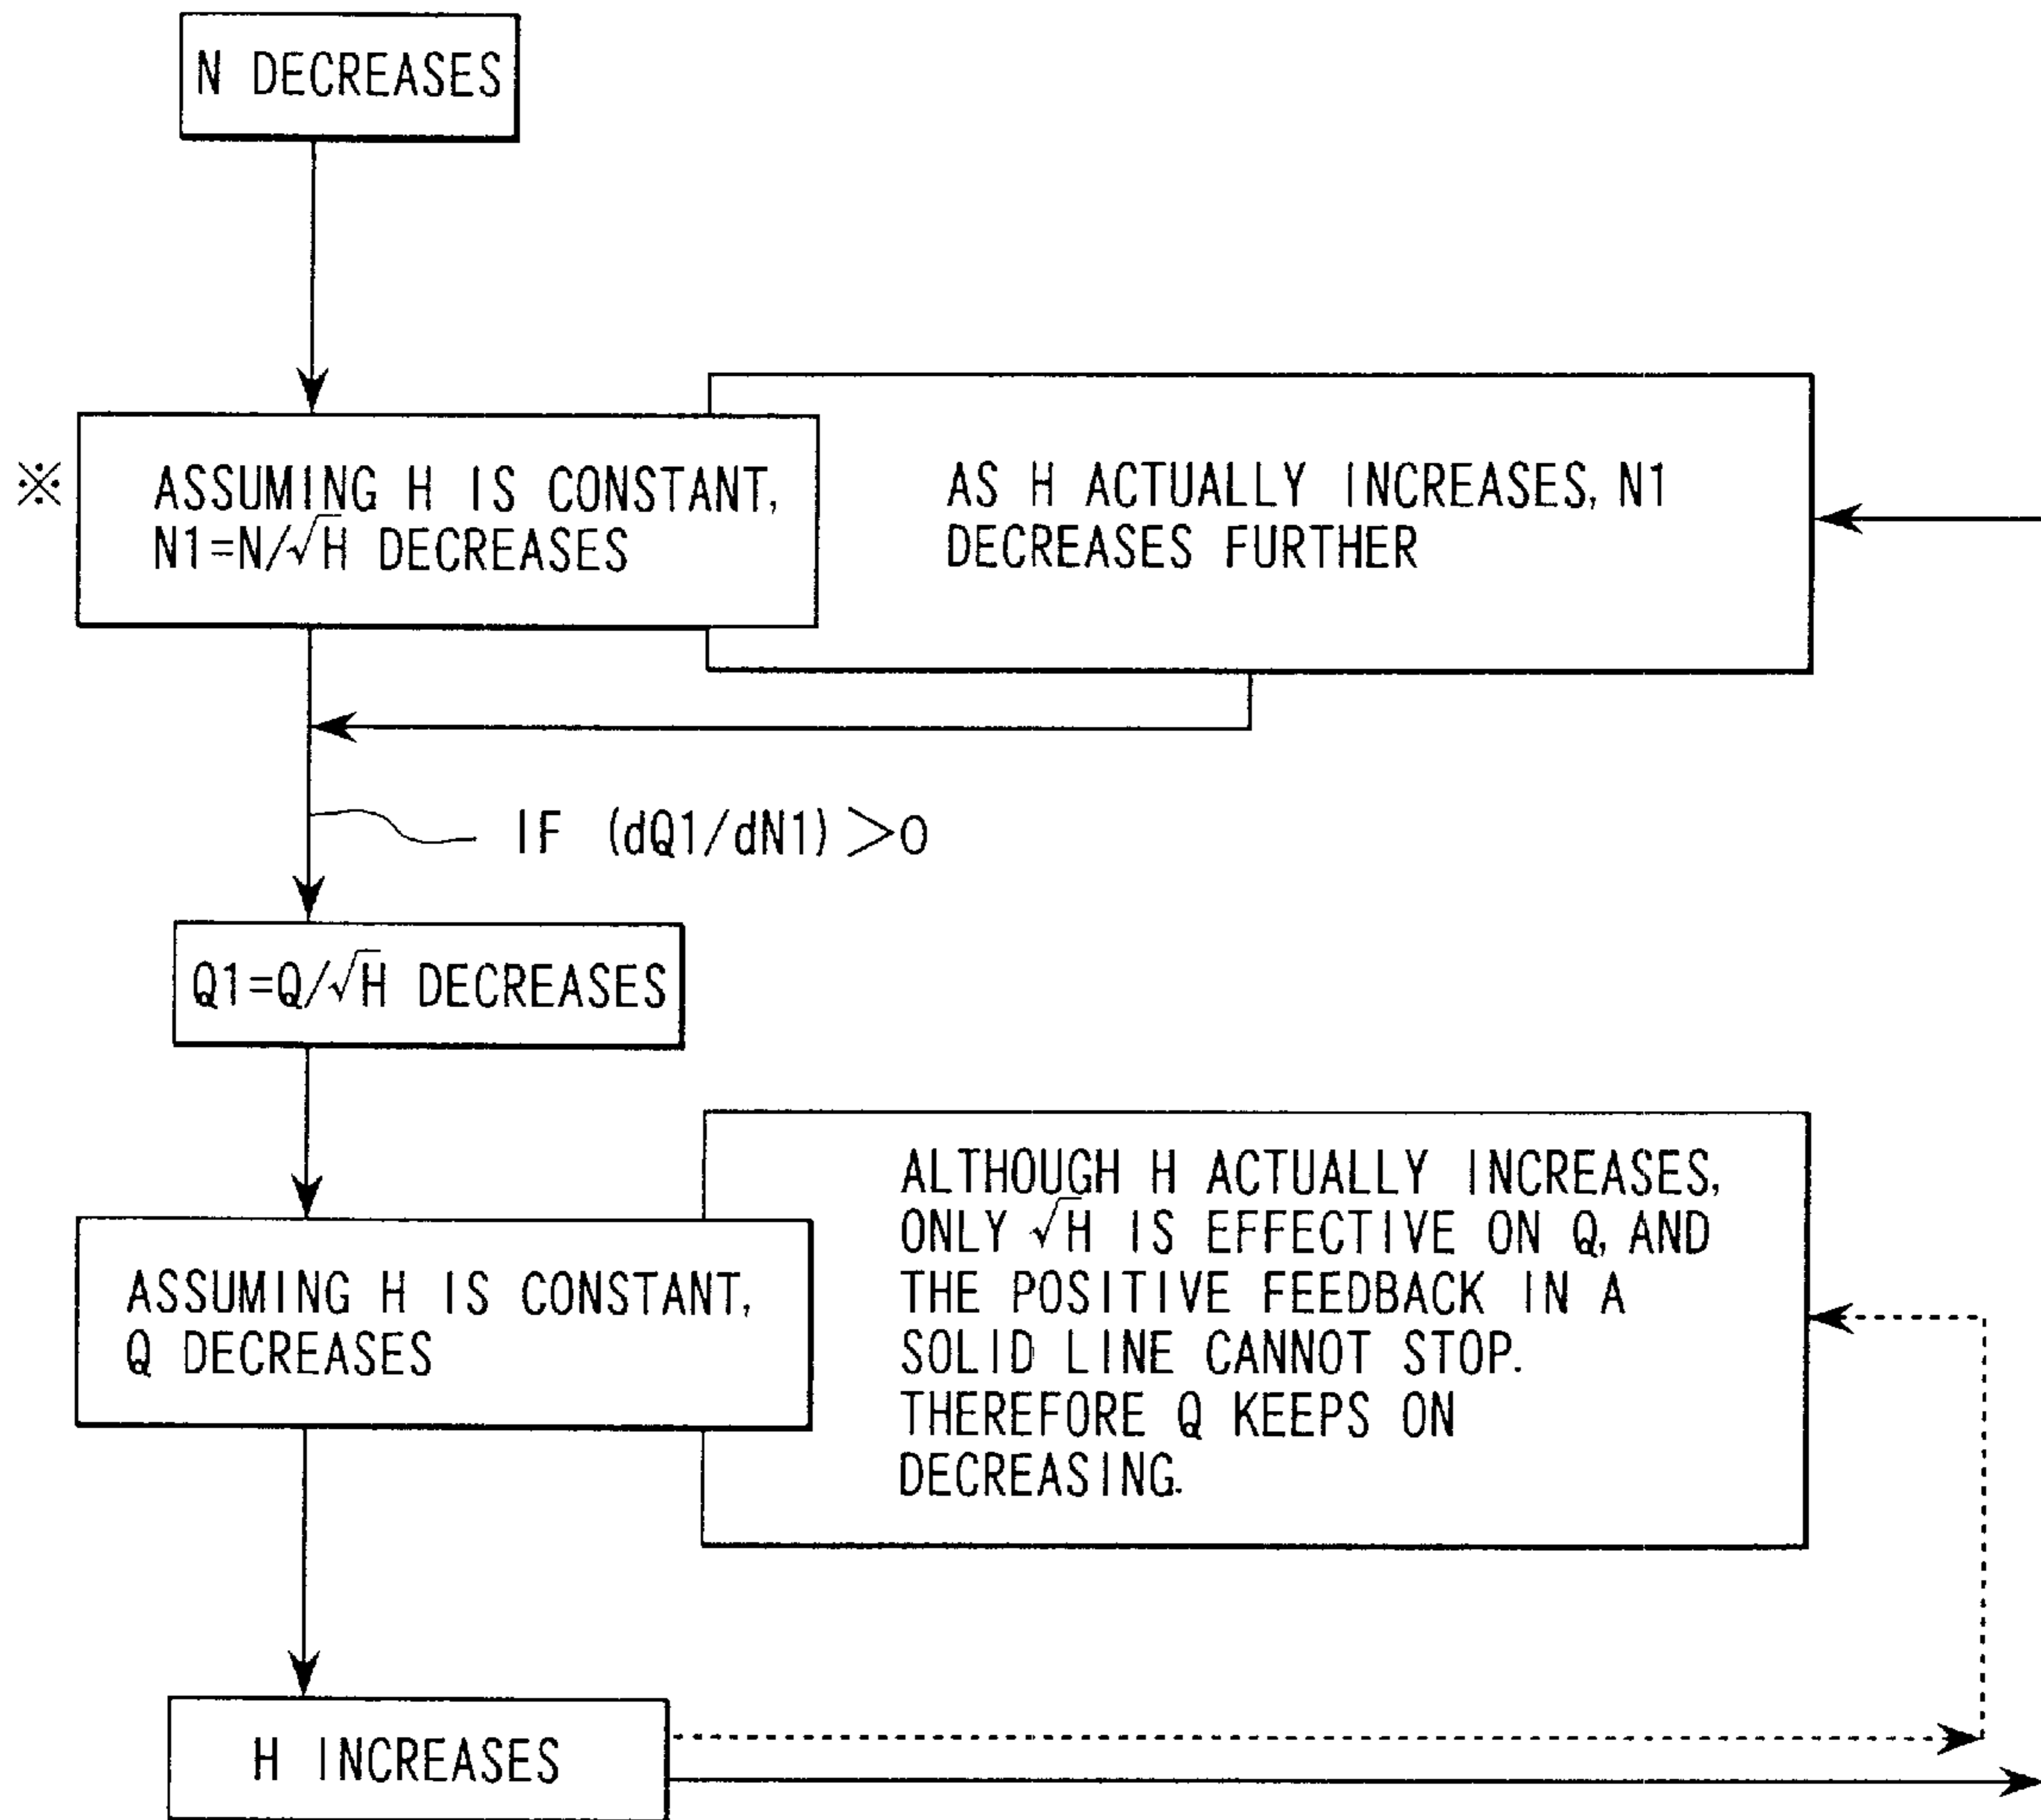 N DECREASES
※
ASSUMING H IS CONSTANT,
N1=N/√H DECREASES
AS H ACTUALLY INCREASES, N1
DECREASES FURTHER
IF (dQ1/dN1)>0
Q1=Q/√H DECREASES
ASSUMING H IS CONSTANT,
Q DECREASES
ALTHOUGH H ACTUALLY INCREASES,
ONLY √H IS EFFECTIVE ON Q, AND
THE POSITIVE FEEDBACK IN A
SOLID LINE CANNOT STOP.
THEREFORE Q KEEPS ON
DECREASING.
H INCREASES